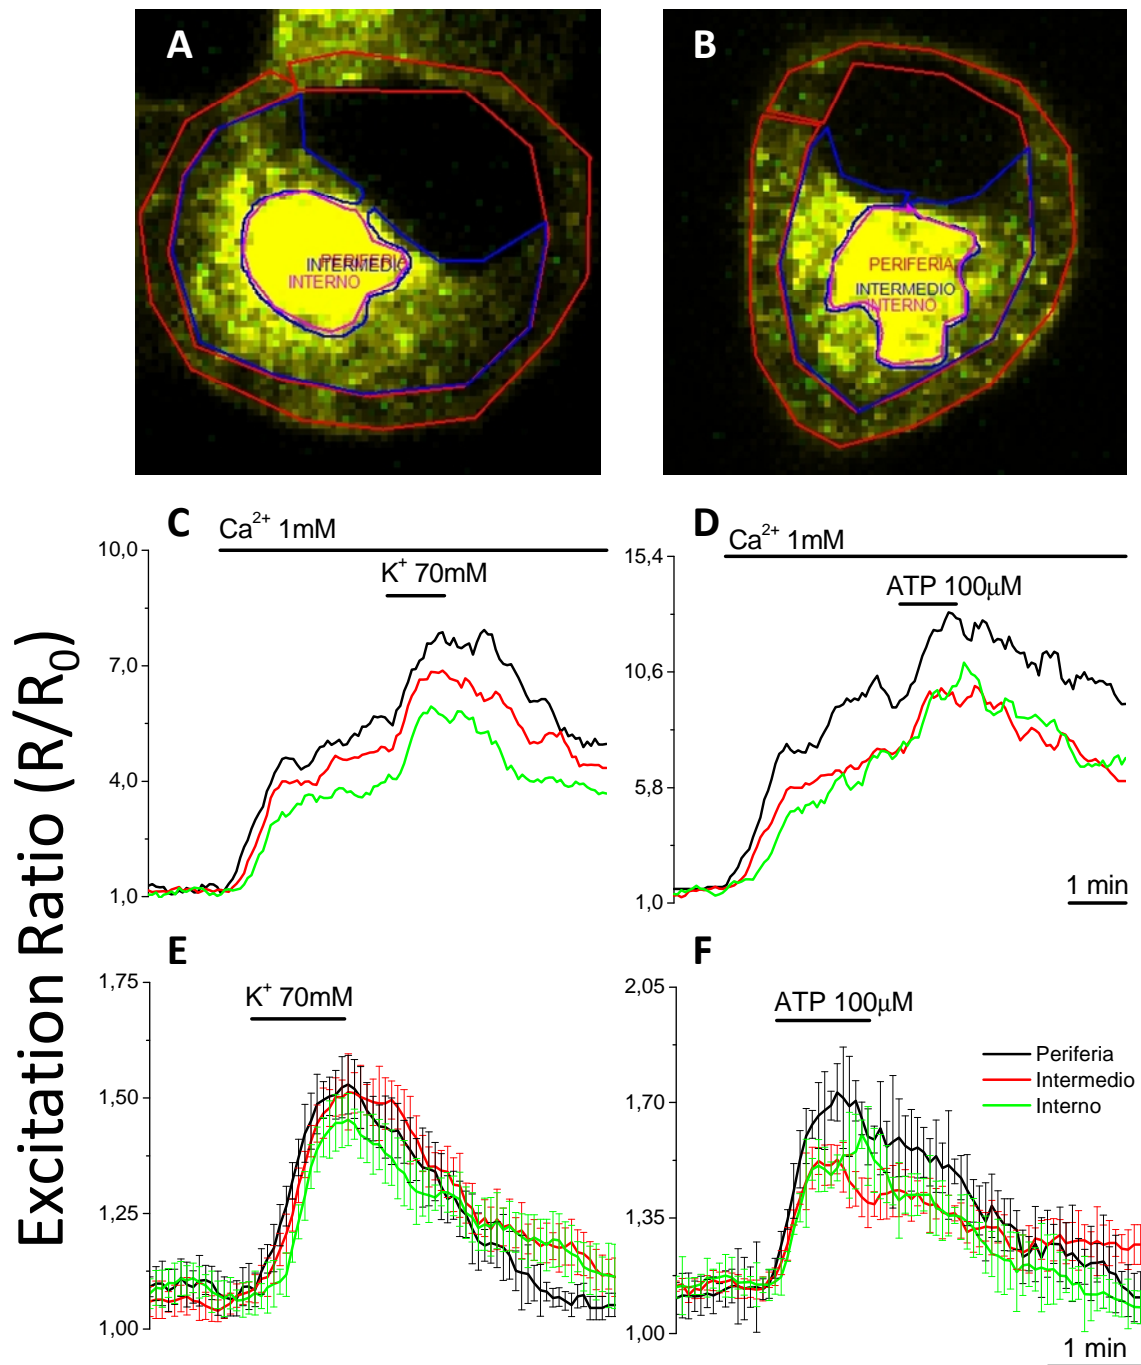 A
B
PERIFERIA
INTERMEDIO
INTERNO
PERIFERIA
INTERMEDIO
INTERNO
Excitation Ratio (R/R₀)
C
Ca²⁺ 1mM
K⁺ 70mM
10,0
7,0
4,0
1,0
D
Ca²⁺ 1mM
ATP 100μM
15,4
10,6
5,8
1,0
1 min
E
K⁺ 70mM
1,75
1,50
1,25
1,00
F
ATP 100μM
2,05
1,70
1,35
1,00
Periferia
Intermedio
Interno
1 min